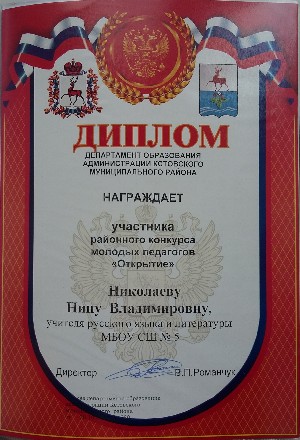 ДИПЛОМ
ДЕПАРТАМЕНТ ОБРАЗОВАНИЯ
АДМИНИСТРАЦИИ КСТОВСКОГО
МУНИЦИПАЛЬНОГО РАЙОНА
НАГРАЖДАЕТ
участника
районного конкурса
молодых педагогов
«Открытие»
Николаеву
Нину Владимировну,
учителя русского языка и литературы
МБОУ СШ № 5
Директор В.П.Романчук
района